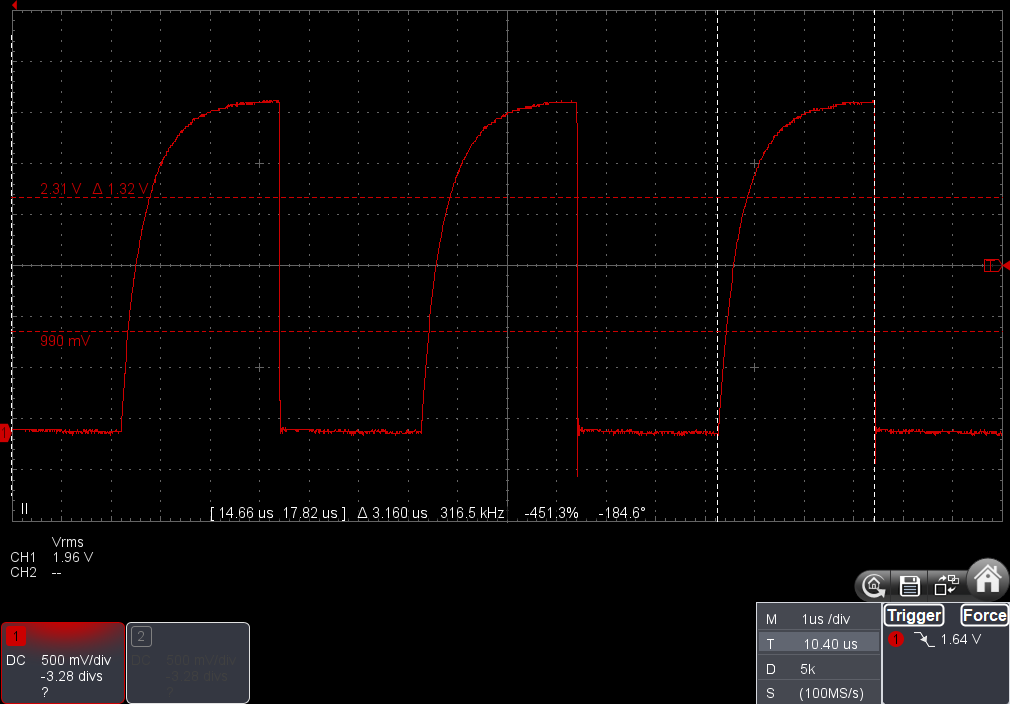 T
2.31 V Δ 1.32 V
990 mV
1
II
[ 14.66 us 17.82 us ] Δ 3.160 us 316.5 kHz -451.3% -184.6°
Vrms
CH1 1.96 V
CH2 --
1
DC 500 mV/div
-3.28 divs
?
2
DC 500 mV/div
-3.28 divs
?
M 1us /div
T 10.40 us
D 5k
S (100MS/s)
Trigger Force
1 1.64 V